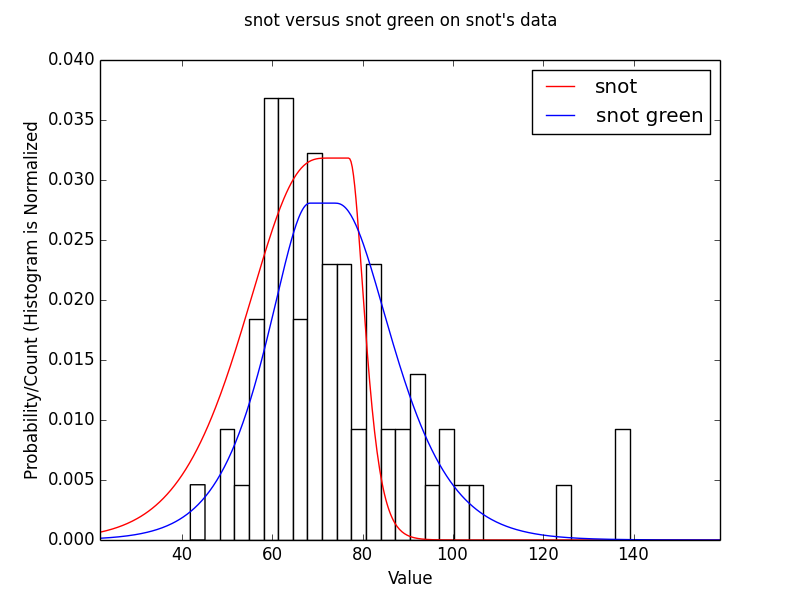 snot versus snot green on snot's data
0.040
0.035
0.030
0.025
0.020
0.015
0.010
0.005
0.000
Probability/Count (Histogram is Normalized
snot
snot green
40 60 80 100 120 140
Value